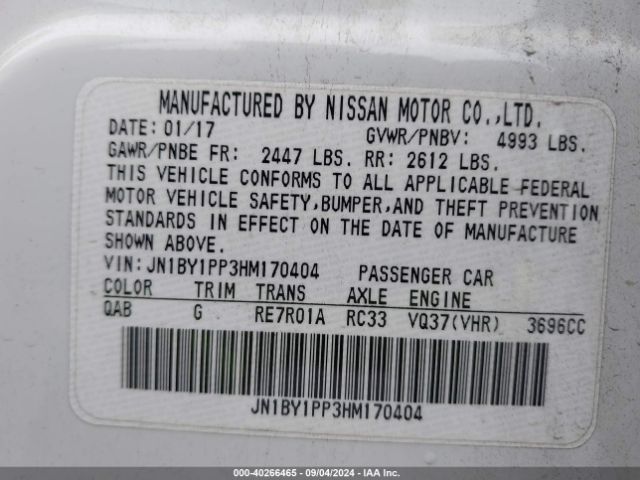 MANUFACTURED BY NISSAN MOTOR CO.,LTD.
DATE: 01/17 GVWR/PNBV: 4993 LBS.
GAWR/PNBE FR: 2447 LBS. RR: 2612 LBS.
THIS VEHICLE CONFORMS TO ALL APPLICABLE FEDERAL
MOTOR VEHICLE SAFETY,BUMPER,AND THEFT PREVENTION
STANDARDS IN EFFECT ON THE DATE OF MANUFACTURE
SHOWN ABOVE.
VIN:JN1BY1PP3HM170404 PASSENGER CAR
COLOR TRIM TRANS AXLE ENGINE
QAB G RE7R01A RC33 VQ37(VHR) 3696CC
JN1BY1PP3HM170404
000-40266465 - 09/04/2024 - IAA Inc.